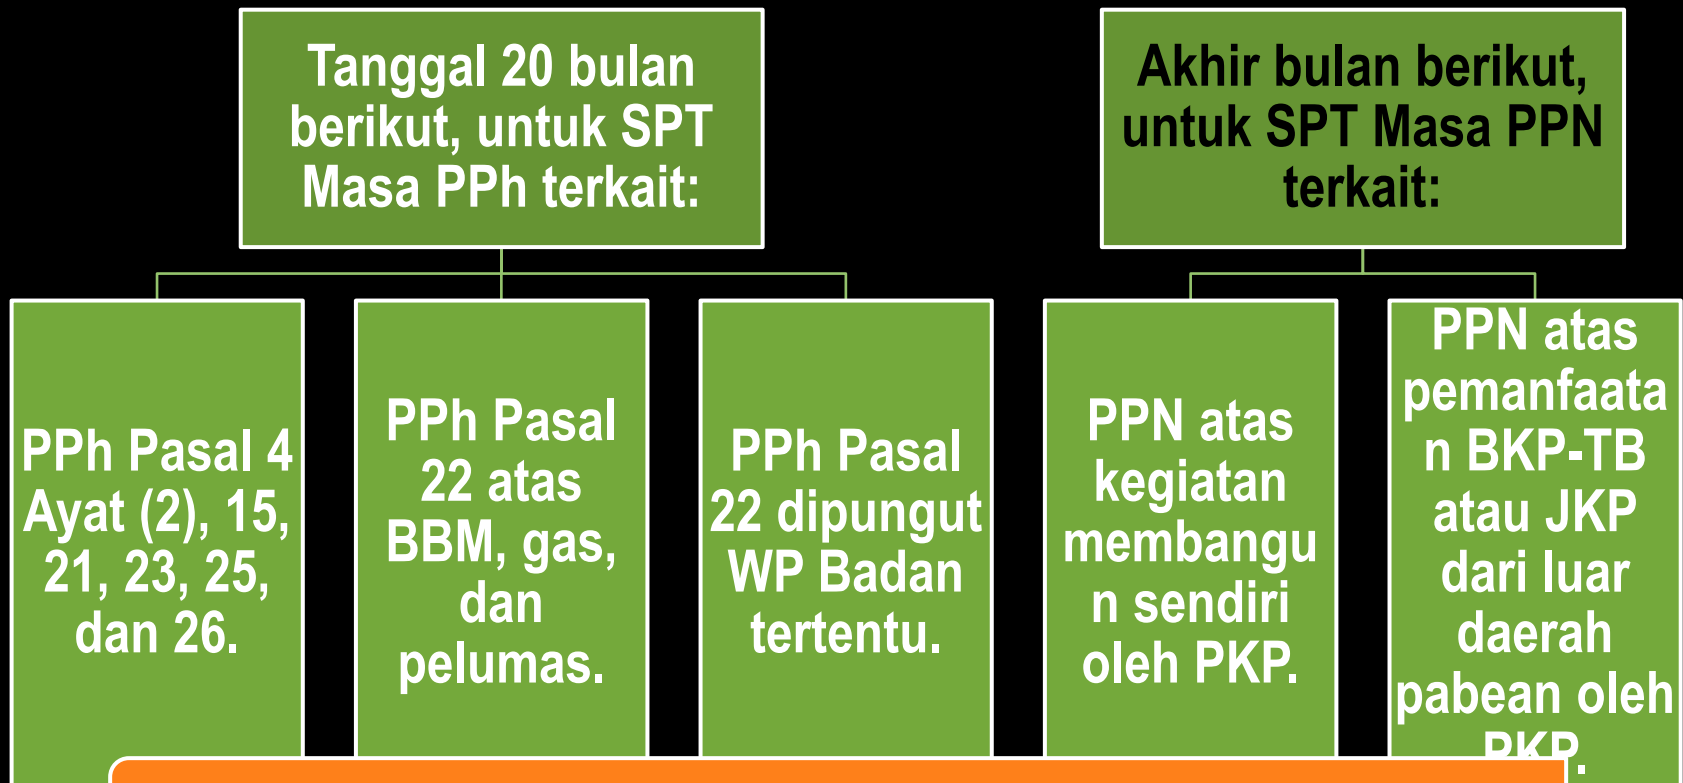 Tanggal 20 bulan
berikut, untuk SPT
Masa PPh terkait:
Akhir bulan berikut,
untuk SPT Masa PPN
terkait:
PPh Pasal 4
Ayat (2), 15,
21, 23, 25,
dan 26.
PPh Pasal
22 atas
BBM, gas,
dan
pelumas.
PPh Pasal
22 dipungut
WP Badan
tertentu.
PPN atas
kegiatan
membangu
n sendiri
oleh PKP.
PPN atas
pemanfaata
n BKP-TB
atau JKP
dari luar
daerah
pabean oleh
PKP.